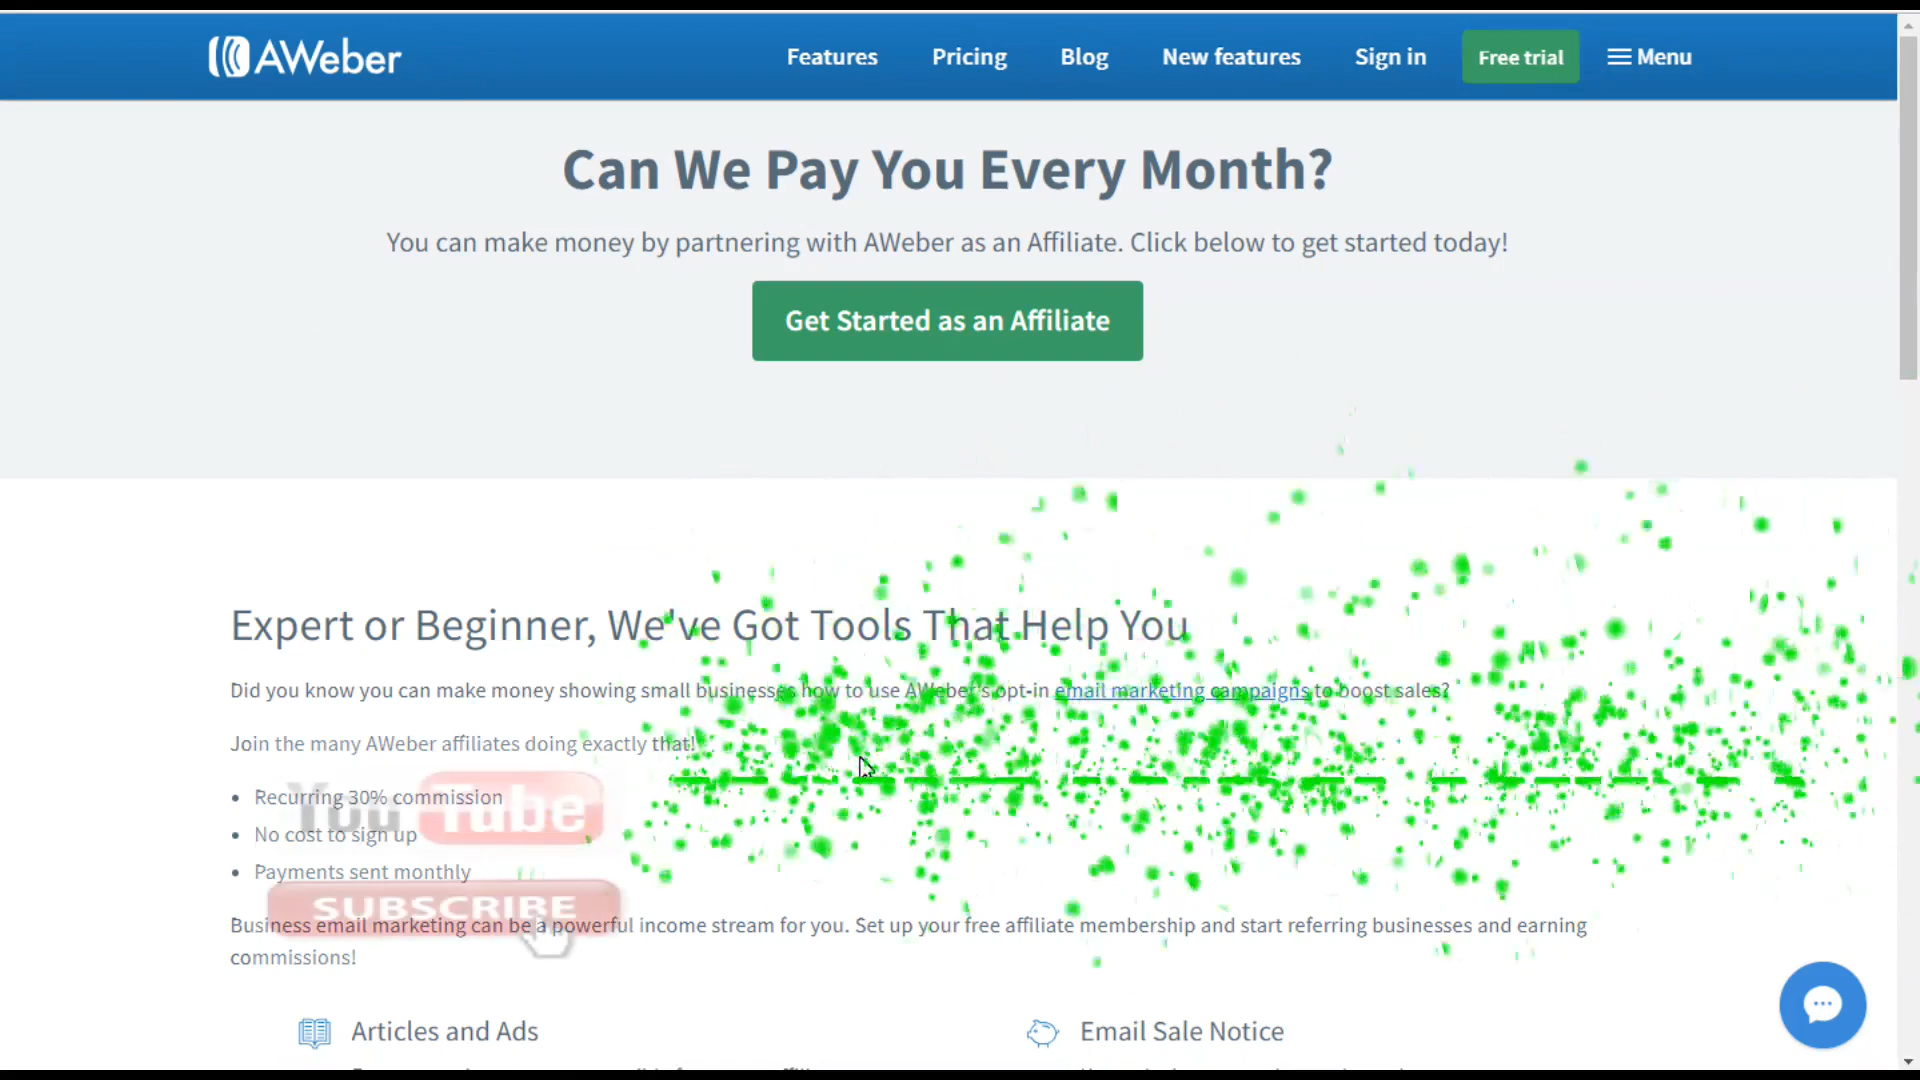 AWeber
Features
Pricing
Blog
New features
Sign in
Free trial
Menu
Can We Pay You Every Month?
You can make money by partnering with AWeber as an Affiliate. Click below to get started today!
Get Started as an Affiliate
Expert or Beginner, We've Got Tools That Help You
Did you know you can make money showing small businesses how to use AWeber's opt-in email marketing campaigns to boost sales?
Join the many AWeber affiliates doing exactly that!
• Recurring 30% commission
• No cost to sign up
• Payments sent monthly
YouTube
SUBSCRIBE
Business email marketing can be a powerful income stream for you. Set up your free affiliate membership and start referring businesses and earning
commissions!
Articles and Ads
Email Sale Notice